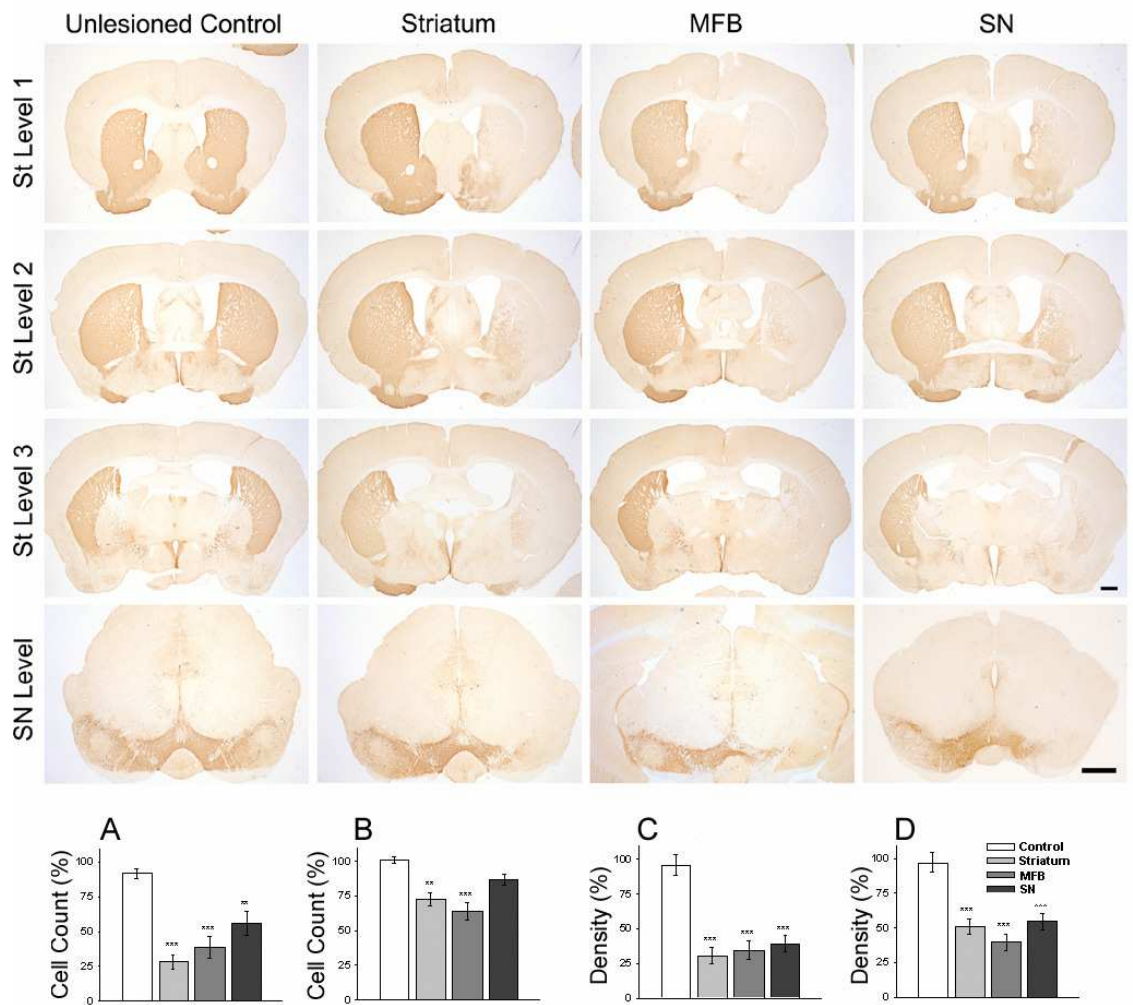 Unlesioned Control Striatum MFB SN
St Level 1
St Level 2
St Level 3
SN Level
A B C D
Cell Count (%)
100
75
50
25
0
***
***
**
Cell Count (%)
100
75
50
25
0
**
***
Density (%)
100
75
50
25
0
***
***
***
Density (%)
100
75
50
25
0
***
***
***
Control
Striatum
MFB
SN